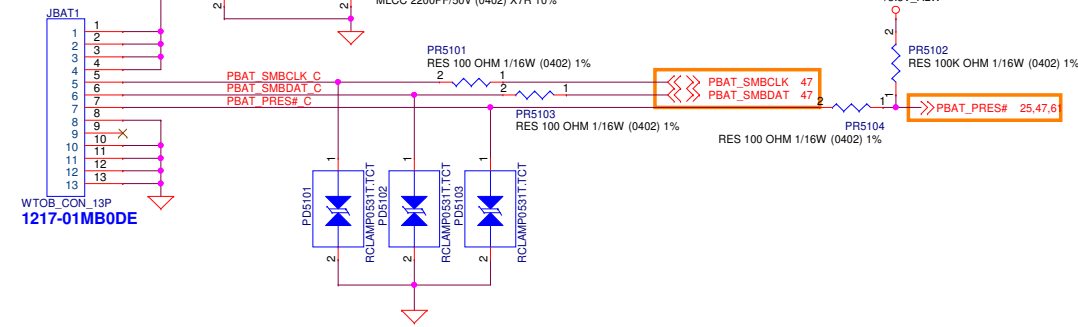 MLCC 2200PF/50V (0402) X7R 10%
2
2
JBAT1
1 1
2 2
3 3
4 4
5 5
6 6
7 7
8 8
9 9
10 10
11 11
12 12
13 13
WTOB_CON_13P
1217-01MB0DE
PBAT_SMBCLK_C
PBAT_SMBDAT_C
PBAT_PRES#_C
PR5101
RES 100 OHM 1/16W (0402) 1%
2 1
2 1
PR5103
RES 100 OHM 1/16W (0402) 1%
PBAT_SMBCLK 47
PBAT_SMBDAT 47
2
PR5102
RES 100K OHM 1/16W (0402) 1%
1
2 1
PR5104
RES 100 OHM 1/16W (0402) 1%
PBAT_PRES# 25,47,61
1
PD5101
RCLAMP0531T.TCT
2
1
PD5102
RCLAMP0531T.TCT
2
1
PD5103
RCLAMP0531T.TCT
2